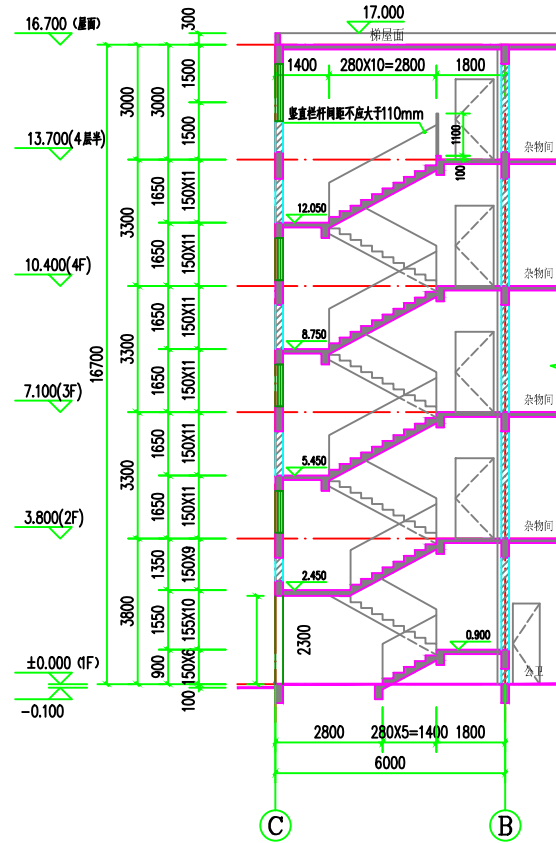 17.000
梯屋面
16.700 (屋面)
300
1400
280X10=2800
1800
1500
3000
3000
垂直栏杆间距不应大于110mm
1500
1100
13.700(4层半)
杂物间
100
1650
150X11
12.050
3300
1650
150X11
10.400(4F)
杂物间
1650
150X11
8.750
16700
3300
1650
150X11
7.100(3F)
杂物间
1650
150X11
5.450
3300
1650
150X11
3.800(2F)
杂物间
1350
150X9
2.450
3800
1550
155X10
2300
0.900
900
150X6
±0.000 (1F)
公卫
100
-0.100
2800
280X5=1400
1800
6000
C
B